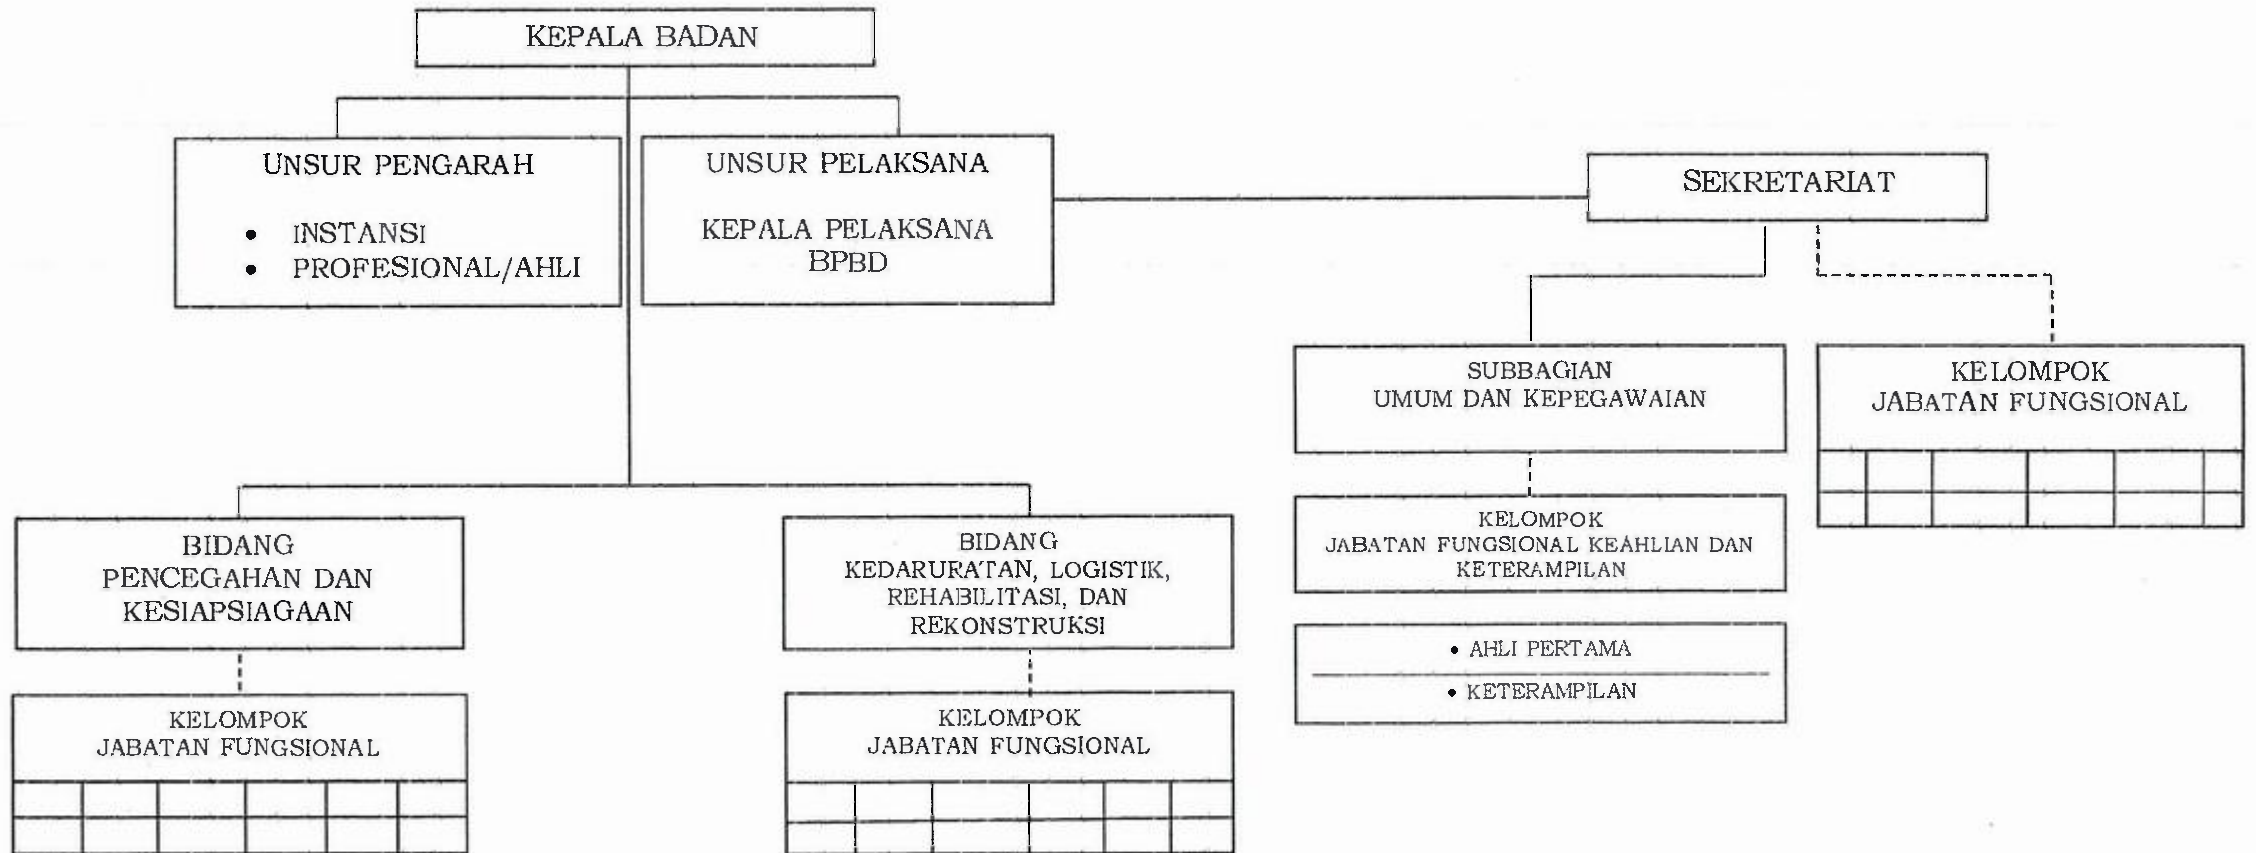 KEPALA BADAN
UNSUR PENGARAH
• INSTANSI
• PROFESIONAL/AHLI
UNSUR PELAKSANA
KEPALA PELAKSANA
BPBD
SEKRETARIAT
SUBBAGIAN
UMUM DAN KEPEGAWAIAN
KELOMPOK
JABATAN FUNGSIONAL
KELOMPOK
JABATAN FUNGSIONAL KEAHLIAN DAN
KETERAMPILAN
• AHLI PERTAMA
• KETERAMPILAN
BIDANG
PENCEGAHAN DAN
KESIAPSIAGAAN
BIDANG
KEDARURATAN, LOGISTIK,
REHABILITASI, DAN
REKONSTRUKSI
KELOMPOK
JABATAN FUNGSIONAL
KELOMPOK
JABATAN FUNGSIONAL